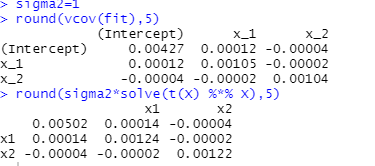 > sigma2=1
> round(vcov(fit),5)
(Intercept) x_1 x_2
(Intercept) 0.00427 0.00012 -0.00004
x_1 0.00012 0.00105 -0.00002
x_2 -0.00004 -0.00002 0.00104
> round(sigma2*solve(t(X) %*% X),5)
x1 x2
0.00502 0.00014 -0.00004
x1 0.00014 0.00124 -0.00002
x2 -0.00004 -0.00002 0.00122